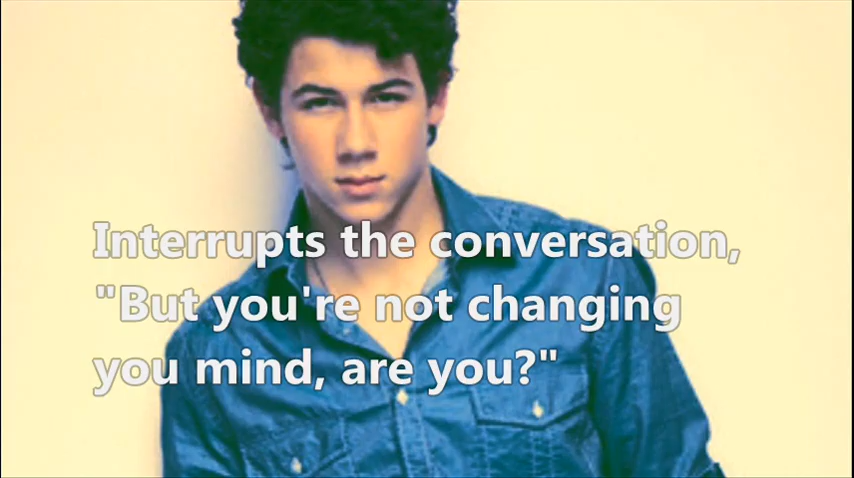 Interrupts the conversation,
"But you're not changing
you mind, are you?"